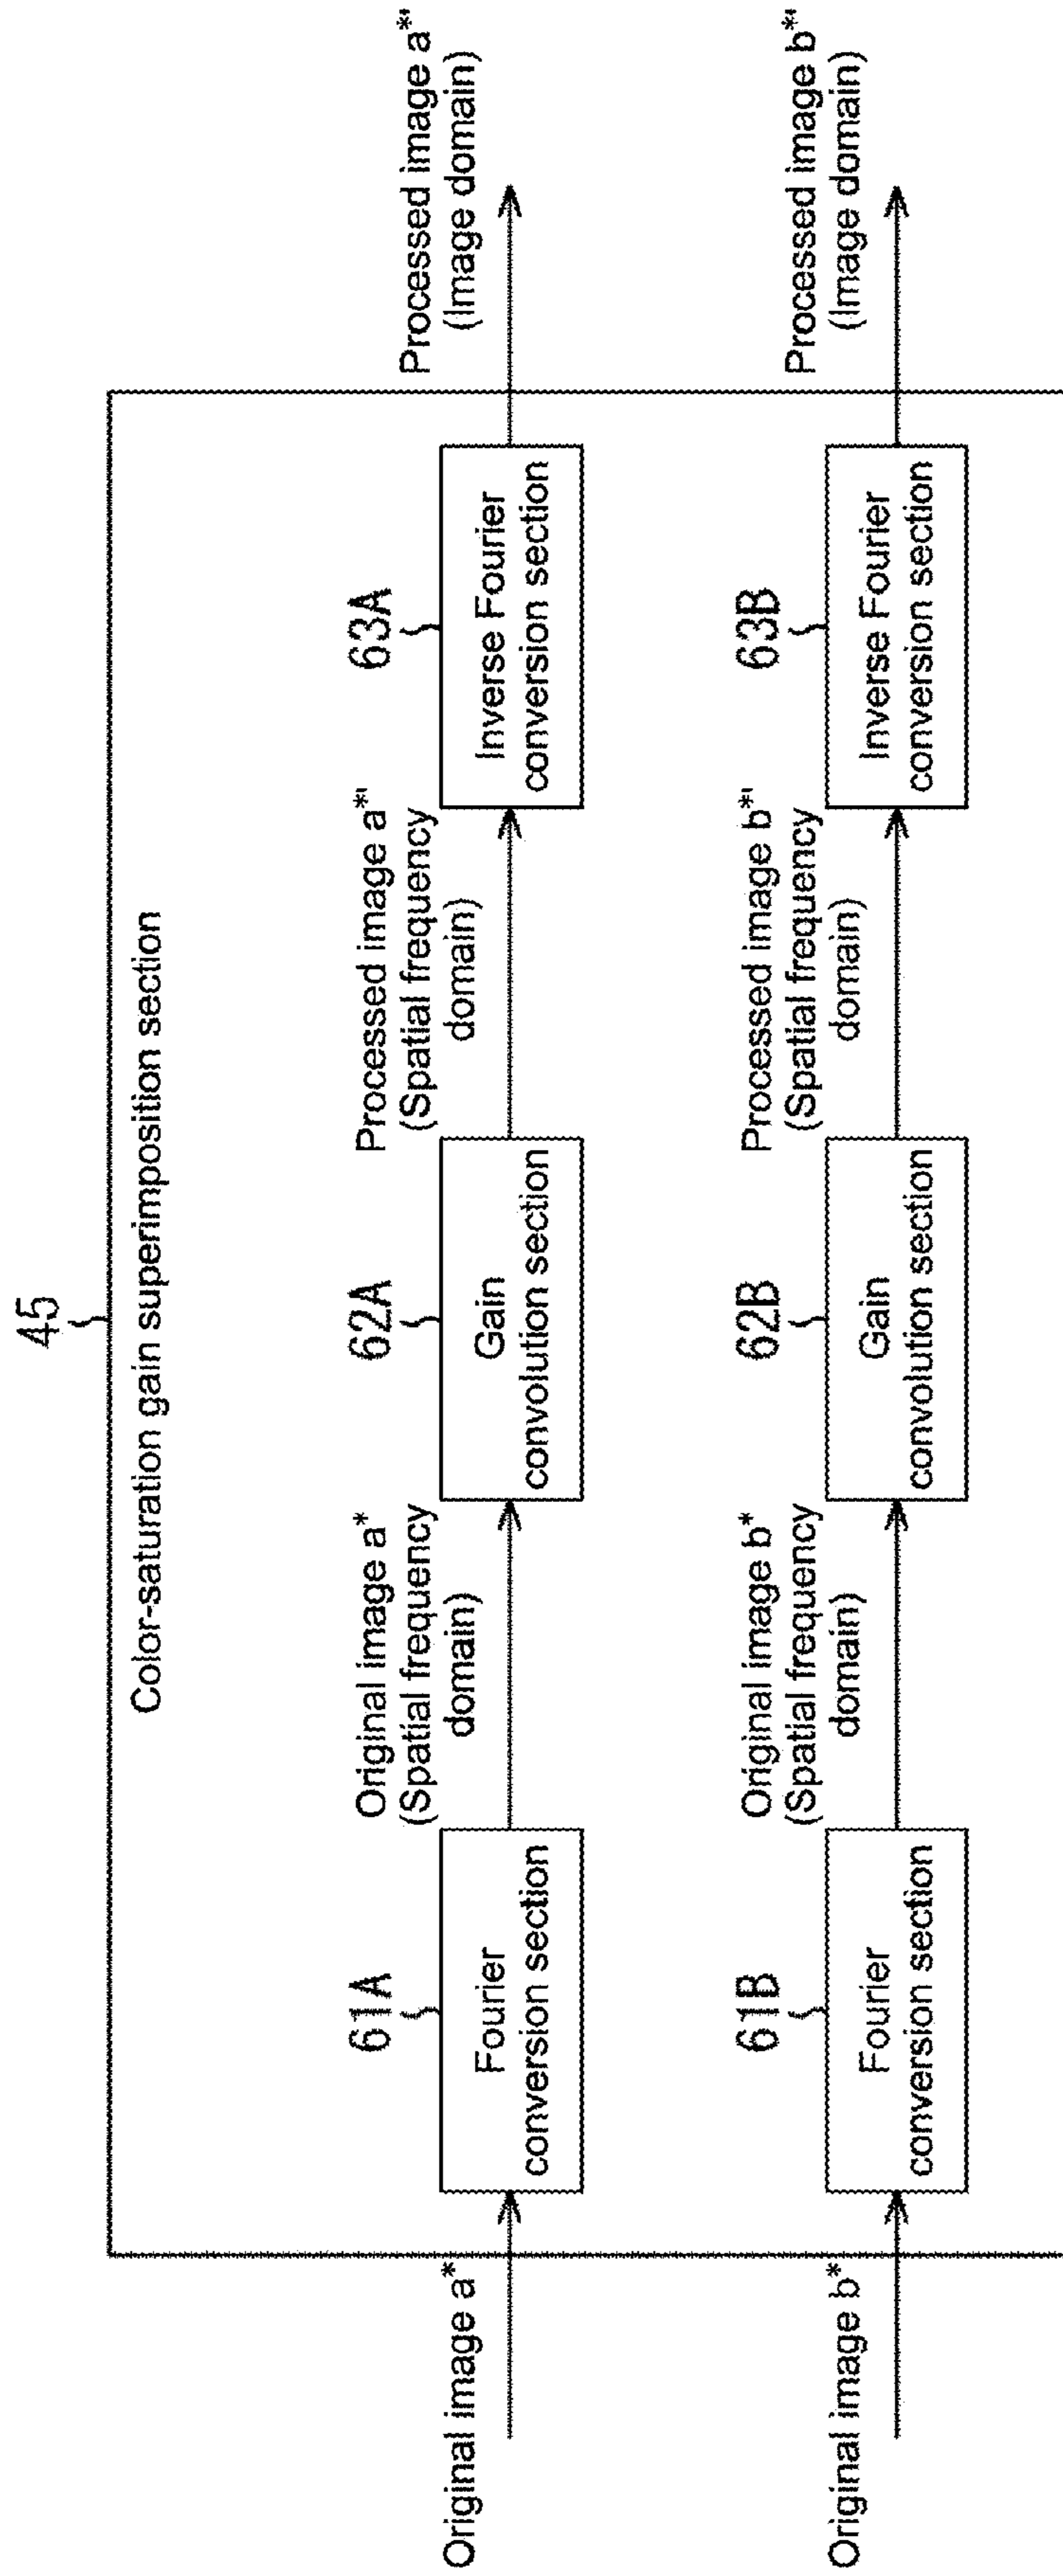 45
Color-saturation gain superimposition section
Original image a*
61A
Fourier
conversion section
Original image a*
(Spatial frequency
domain)
62A
Gain
convolution section
Processed image a*'
(Spatial frequency
domain)
63A
Inverse Fourier
conversion section
Processed image a*'
(Image domain)
Original image b*
61B
Fourier
conversion section
Original image b*
(Spatial frequency
domain)
62B
Gain
convolution section
Processed image b*'
(Spatial frequency
domain)
63B
Inverse Fourier
conversion section
Processed image b*'
(Image domain)